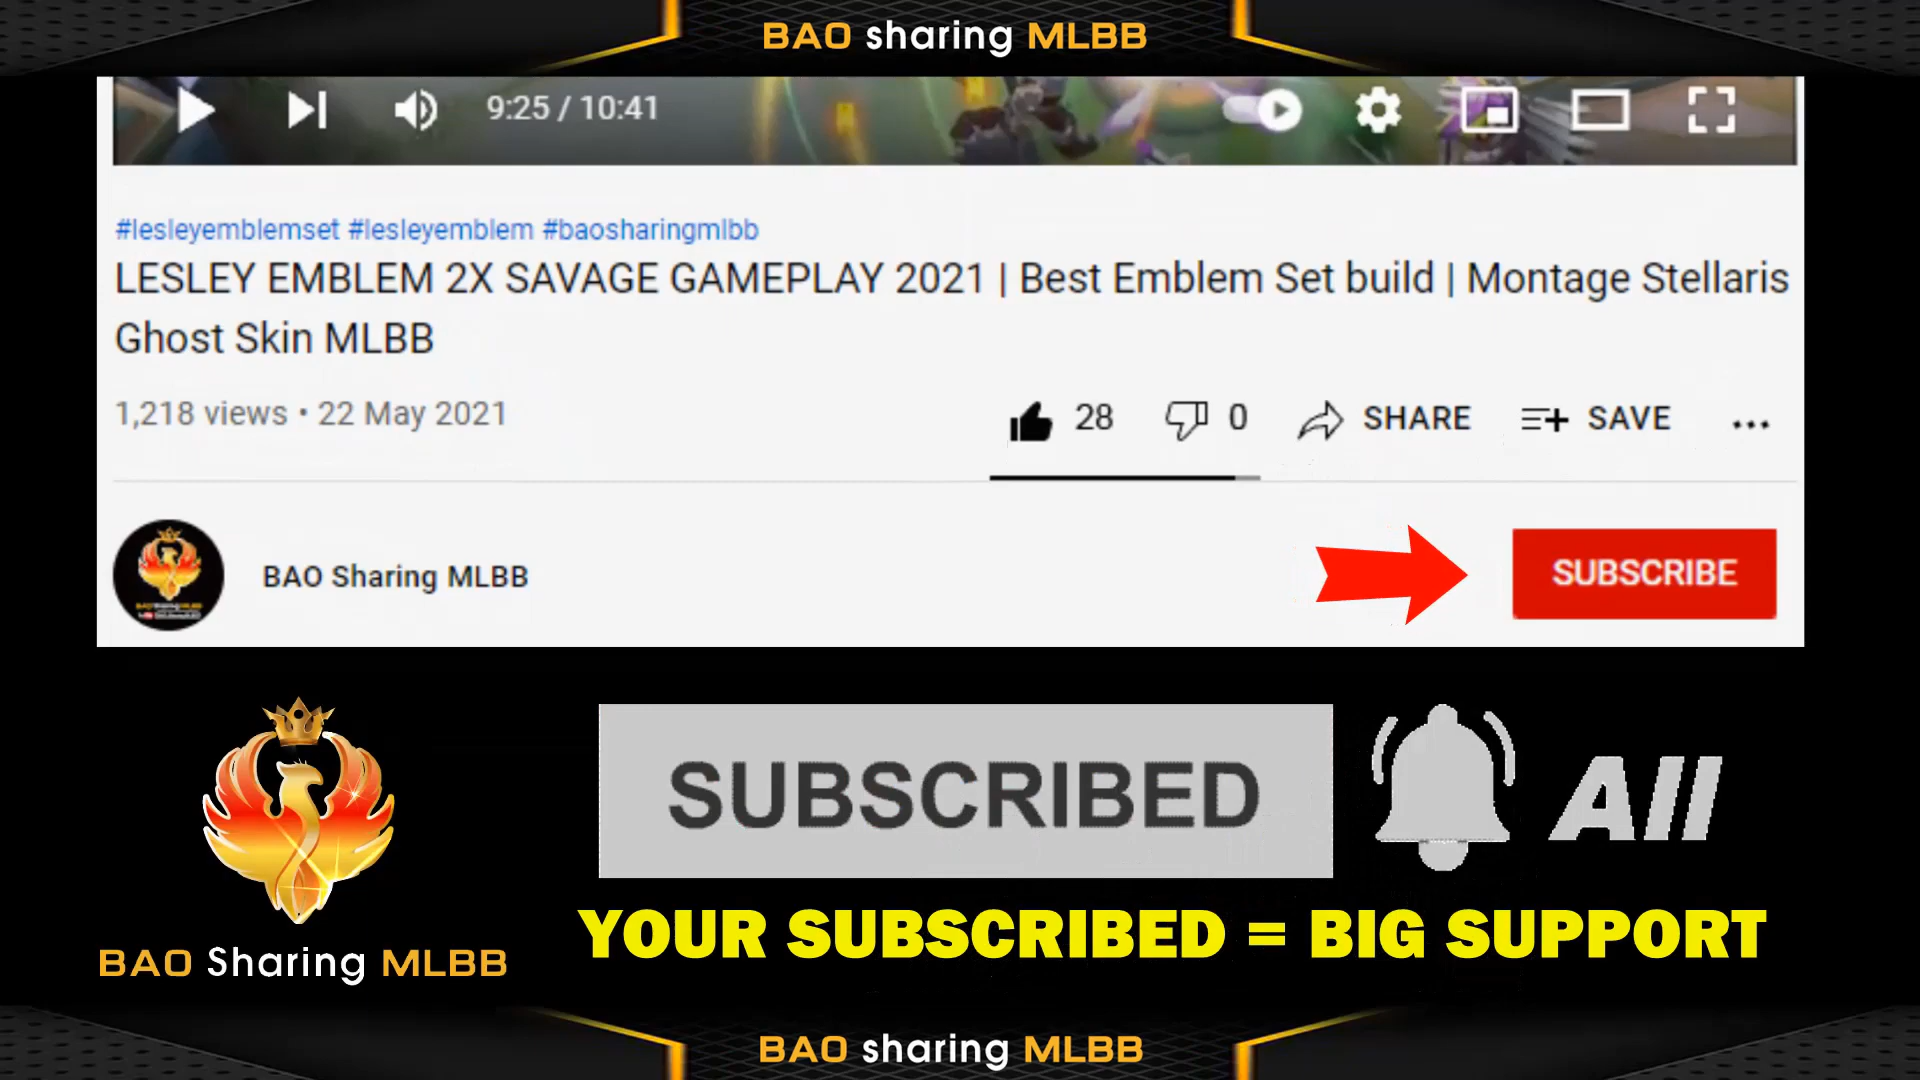 BAO sharing MLBB
9:25 / 10:41
#lesleyemblemset #lesleyemblem #baosharingmlbb
LESLEY EMBLEM 2X SAVAGE GAMEPLAY 2021 | Best Emblem Set build | Montage Stellaris
Ghost Skin MLBB
1,218 views • 22 May 2021
28 0 SHARE SAVE
BAO Sharing MLBB
SUBSCRIBE
SUBSCRIBED
All
YOUR SUBSCRIBED = BIG SUPPORT
BAO Sharing MLBB
BAO sharing MLBB